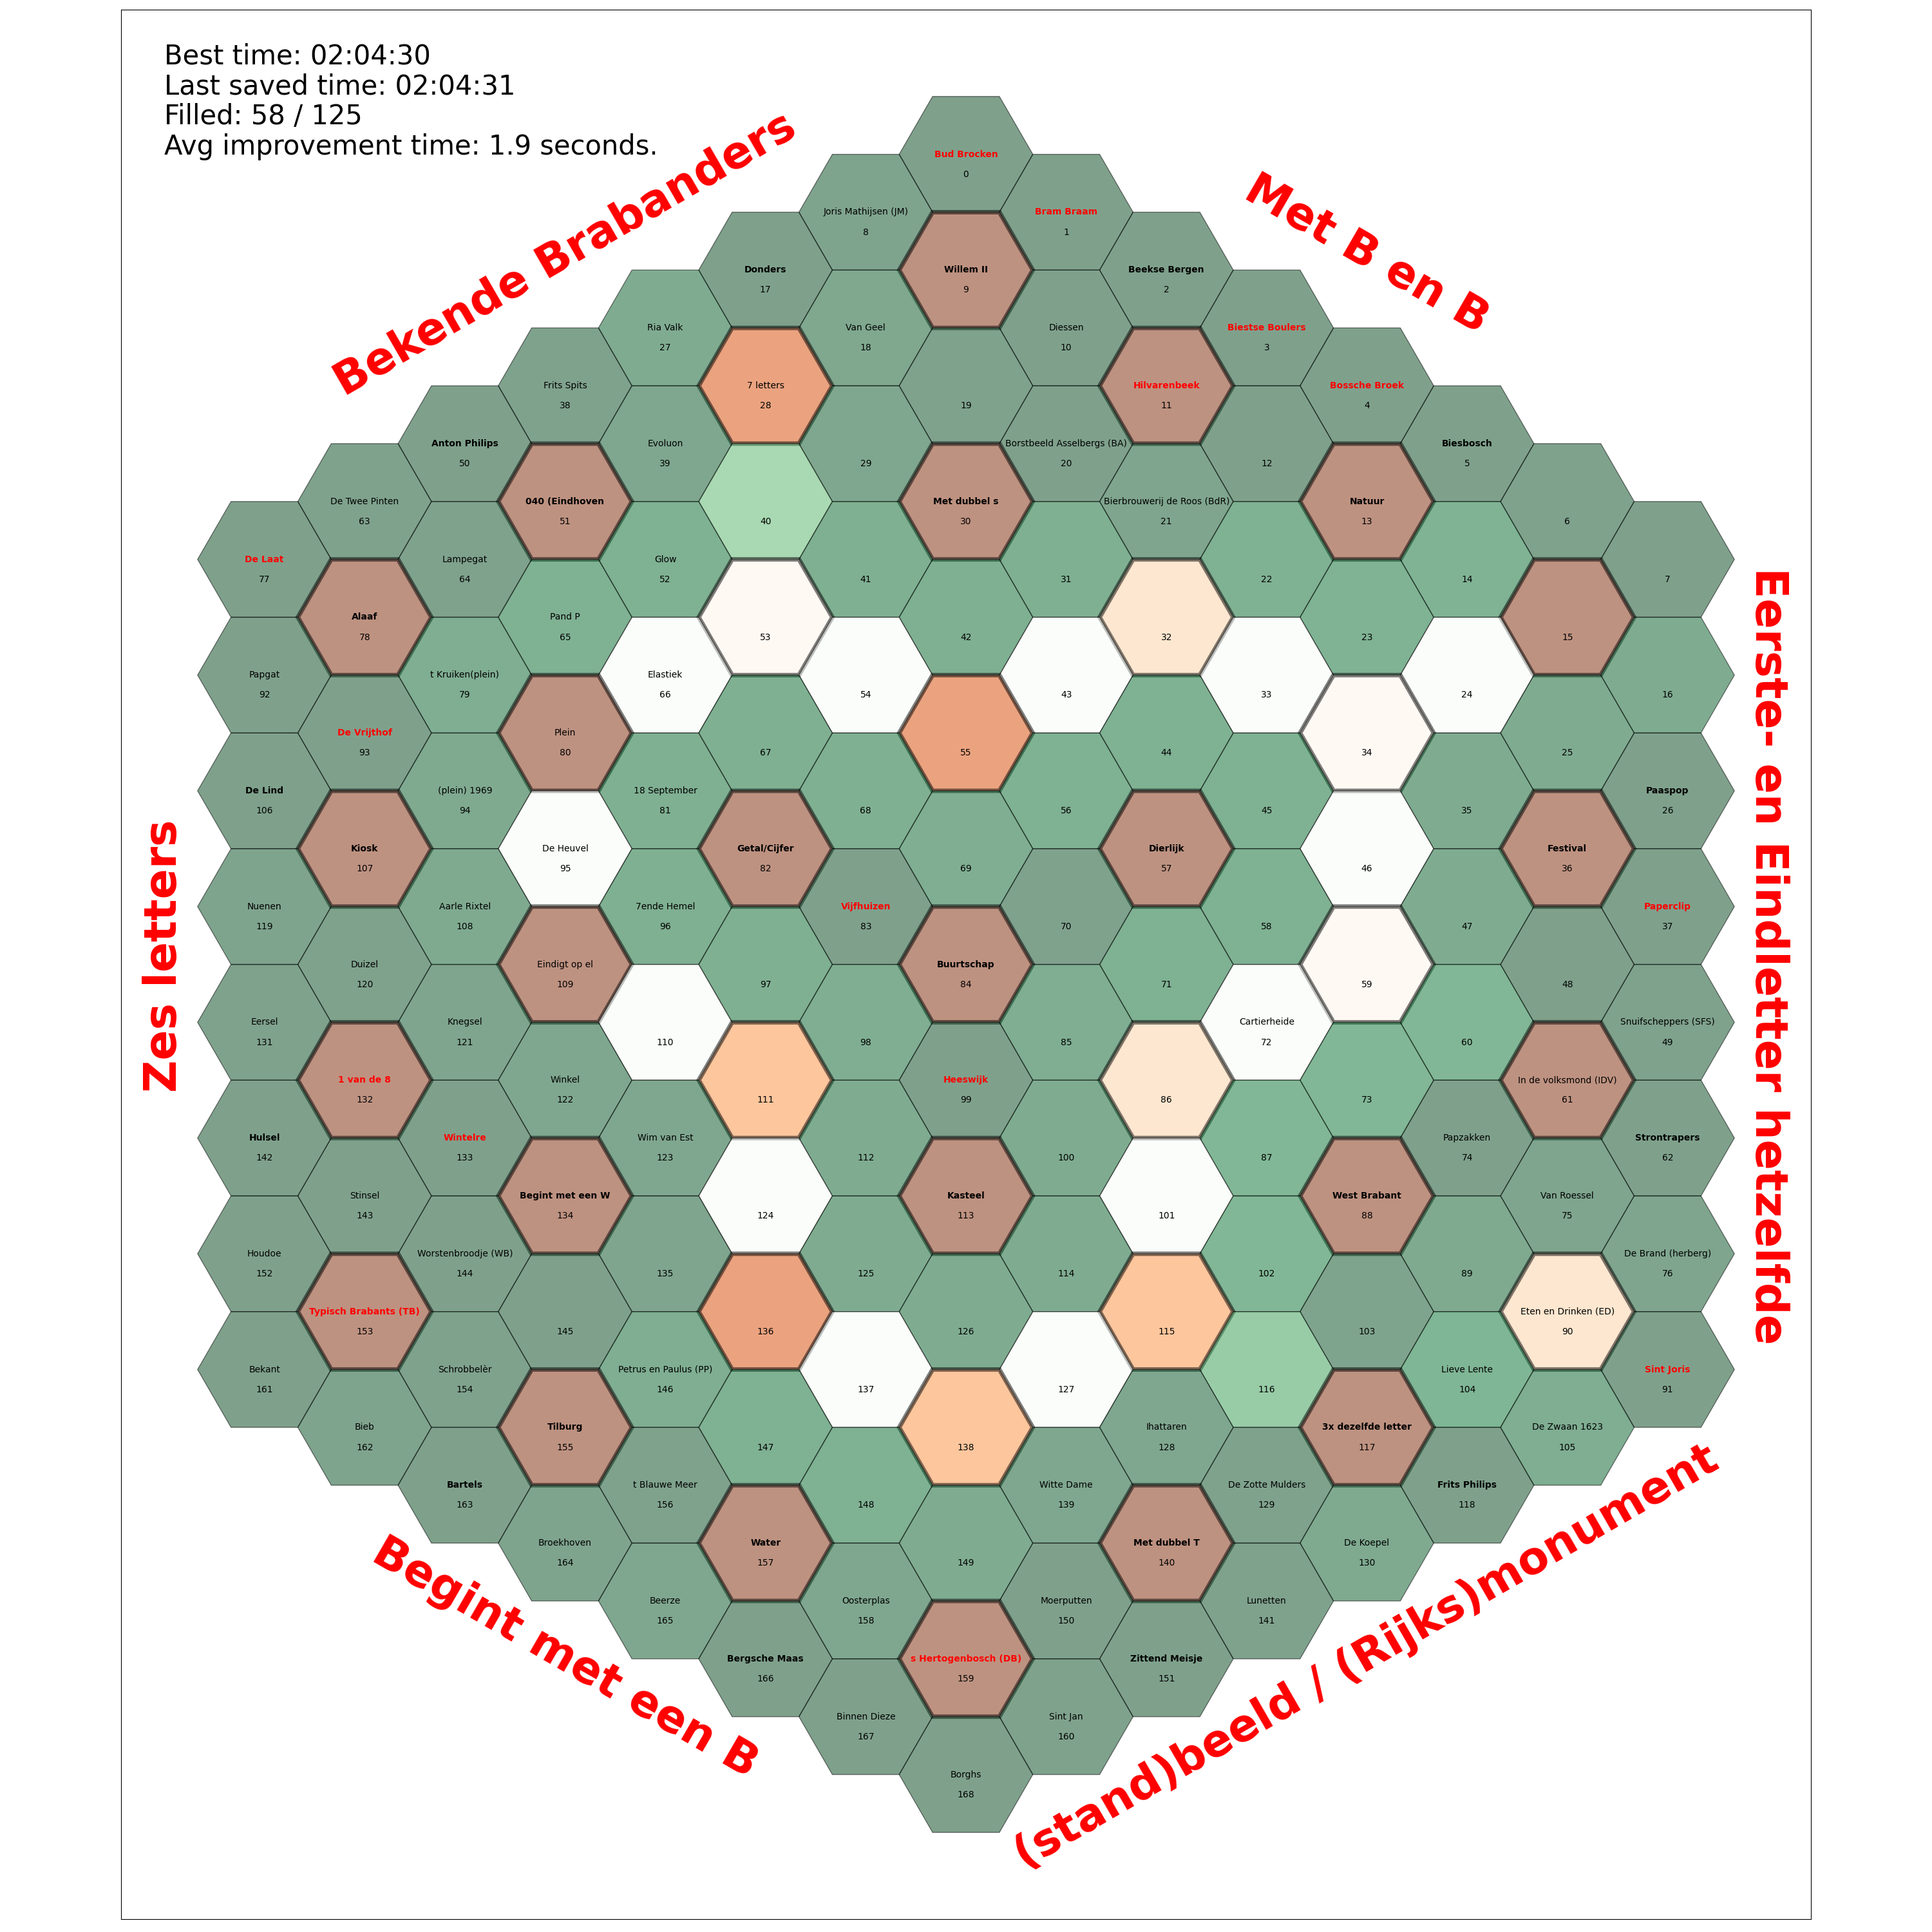 Best time: 02:04:30
Last saved time: 02:04:31
Filled: 58 / 125
Avg improvement time: 1.9 seconds.
Bekende Brabanders
Met B en B
Eerste- en Eindletter hetzelfde
(stand)beeld / (Rijks)monument
Begint met een B
Zes letters
Bud Brocken
0
Bram Braam
1
Beekse Bergen
2
Biestse Boulers
3
Bossche Broek
4
Biesbosch
5
6
7
Joris Mathijsen (JM)
8
Willem II
9
Diessen
10
Hilvarenbeek
11
12
Natuur
13
14
15
16
Donders
17
Van Geel
18
19
Borstbeeld Asselbergs (BA)
20
Bierbrouwerij de Roos (BdR)
21
22
23
24
25
Paaspop
26
Ria Valk
27
7 letters
28
29
Met dubbel s
30
31
32
33
34
35
Festival
36
Paperclip
37
Frits Spits
38
Evoluon
39
40
41
42
43
44
45
46
47
48
Snuifscheppers (SFS)
49
Anton Philips
50
040 (Eindhoven
51
Glow
52
53
54
55
56
Dierlijk
57
58
59
60
In de volksmond (IDV)
61
Strontrapers
62
De Twee Pinten
63
Lampegat
64
Pand P
65
Elastiek
66
67
68
69
70
71
Cartierheide
72
73
Papzakken
74
Van Roessel
75
De Brand (herberg)
76
De Laat
77
Alaaf
78
t Kruiken(plein)
79
Plein
80
18 September
81
Getal/Cijfer
82
Vijfhuizen
83
Buurtschap
84
85
86
87
West Brabant
88
89
Eten en Drinken (ED)
90
Sint Joris
91
Papgat
92
De Vrijthof
93
(plein) 1969
94
De Heuvel
95
7ende Hemel
96
97
98
Heeswijk
99
100
101
102
103
Lieve Lente
104
De Zwaan 1623
105
De Lind
106
Kiosk
107
Aarle Rixtel
108
Eindigt op el
109
110
111
112
Kasteel
113
114
115
116
3x dezelfde letter
117
Frits Philips
118
Nuenen
119
Duizel
120
Knegsel
121
Winkel
122
Wim van Est
123
124
125
126
127
Ihattaren
128
De Zotte Mulders
129
De Koepel
130
Eersel
131
1 van de 8
132
Wintelre
133
Begint met een W
134
135
136
137
138
Witte Dame
139
Met dubbel T
140
Lunetten
141
Hulsel
142
Stinsel
143
Worstenbroodje (WB)
144
145
Petrus en Paulus (PP)
146
147
148
149
Moerputten
150
Zittend Meisje
151
Houdoe
152
Typisch Brabants (TB)
153
Schrobbelèr
154
Tilburg
155
t Blauwe Meer
156
Water
157
Oosterplas
158
s Hertogenbosch (DB)
159
Sint Jan
160
Bekant
161
Bieb
162
Bartels
163
Broekhoven
164
Beerze
165
Bergsche Maas
166
Binnen Dieze
167
Borghs
168